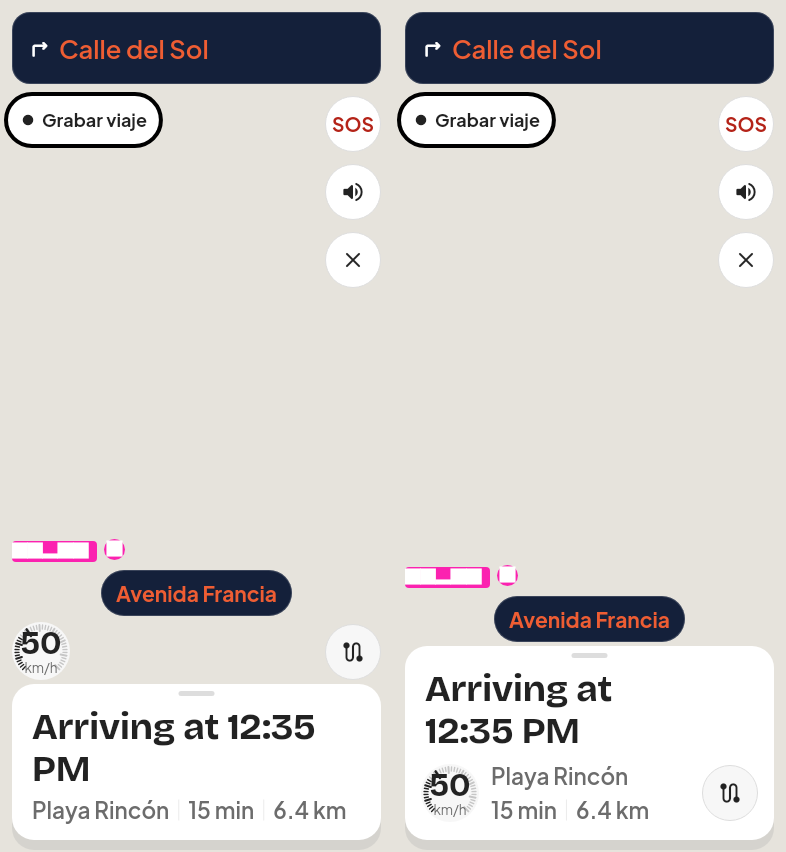 Calle del Sol
Grabar viaje
SOS
Avenida Francia
50
km/h
Arriving at 12:35
PM
Playa Rincón 15 min 6.4 km
Calle del Sol
Grabar viaje
SOS
Avenida Francia
Arriving at
12:35 PM
50
km/h
Playa Rincón
15 min 6.4 km